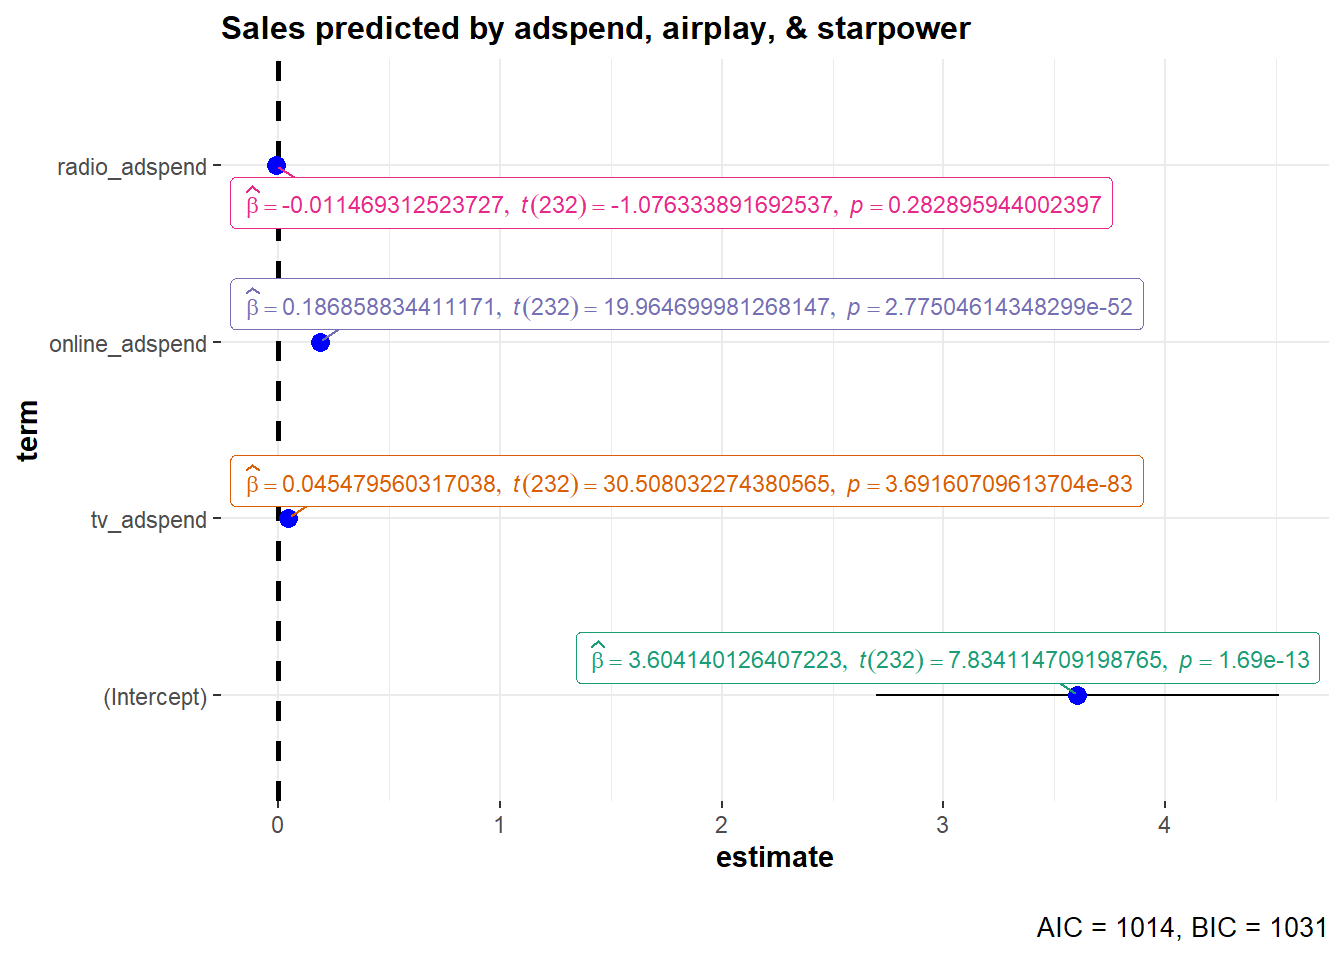 Sales predicted by adspend, airplay, & starpower
radio_adspend
β̂ = -0.011469312523727, t(232) = -1.076333891692537, p = 0.282895944002397
β̂ = 0.186858834411171, t(232) = 19.964699981268147, p = 2.77504614348299e-52
online_adspend
term
β̂ = 0.045479560317038, t(232) = 30.508032274380565, p = 3.69160709613704e-83
tv_adspend
β̂ = 3.604140126407223, t(232) = 7.834114709198765, p = 1.69e-13
(Intercept)
0 1 2 3 4
estimate
AIC = 1014, BIC = 1031